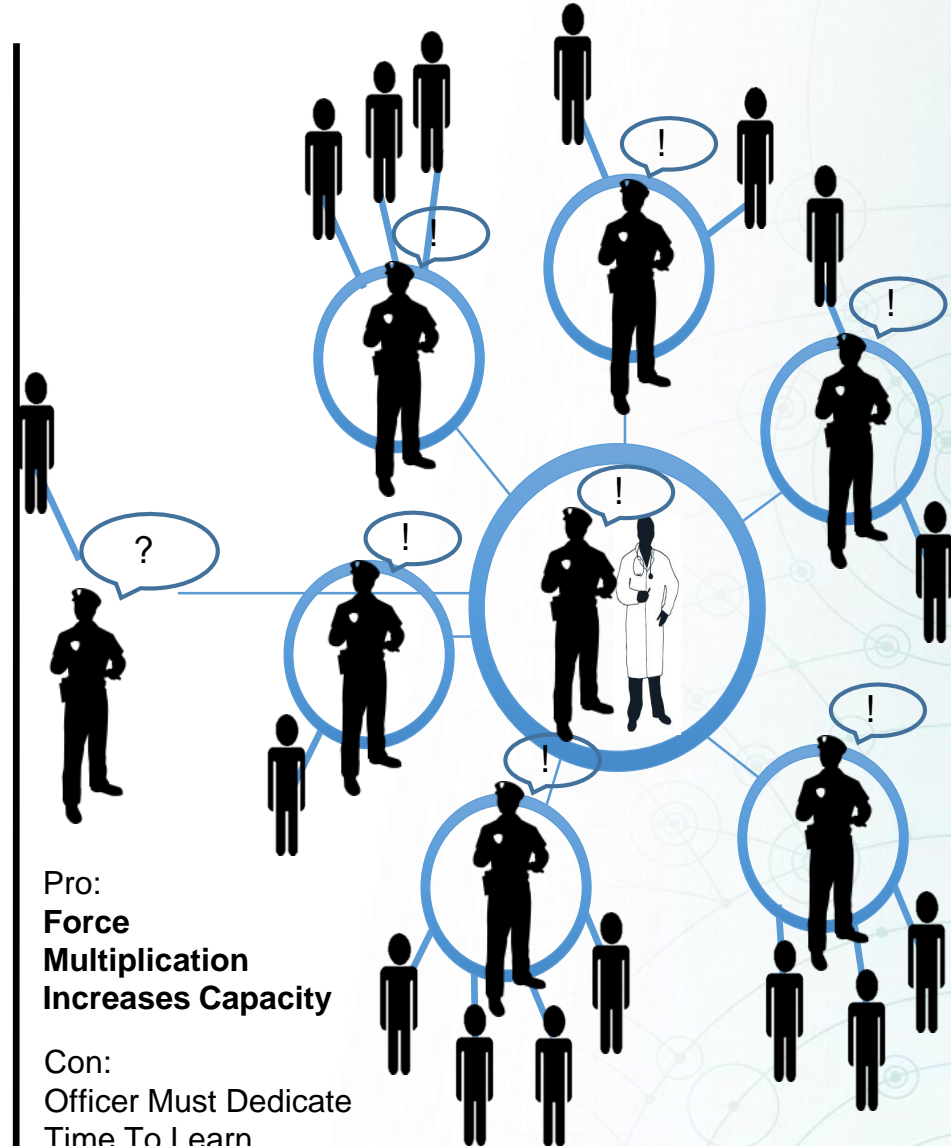 !
!
!
!
?
!
!
!
Pro:
Force
Multiplication
Increases Capacity
Con:
Officer Must Dedicate
Time To Learn